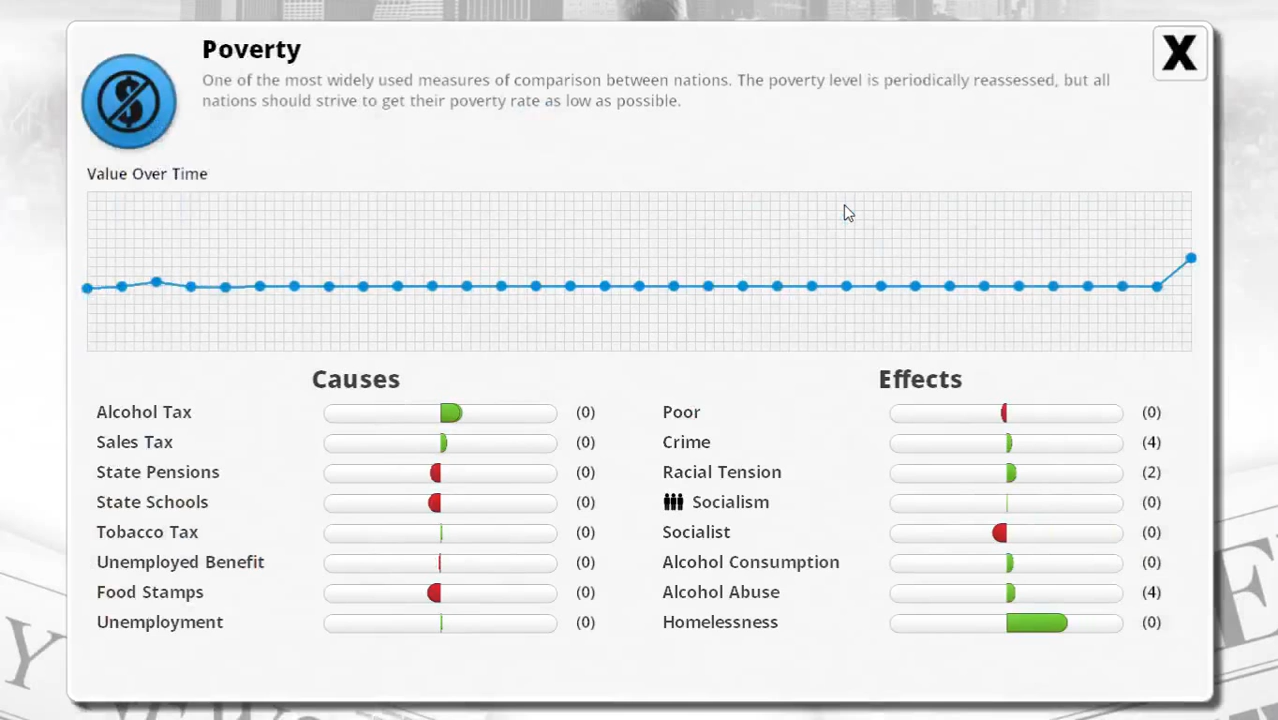 Poverty
X
One of the most widely used measures of comparison between nations. The poverty level is periodically reassessed, but all
nations should strive to get their poverty rate as low as possible.
Value Over Time
Causes
Effects
Alcohol Tax (0)
Poor (0)
Sales Tax (0)
Crime (4)
State Pensions (0)
Racial Tension (2)
State Schools (0)
Socialism (0)
Tobacco Tax (0)
Socialist (0)
Unemployed Benefit (0)
Alcohol Consumption (0)
Food Stamps (0)
Alcohol Abuse (4)
Unemployment (0)
Homelessness (0)